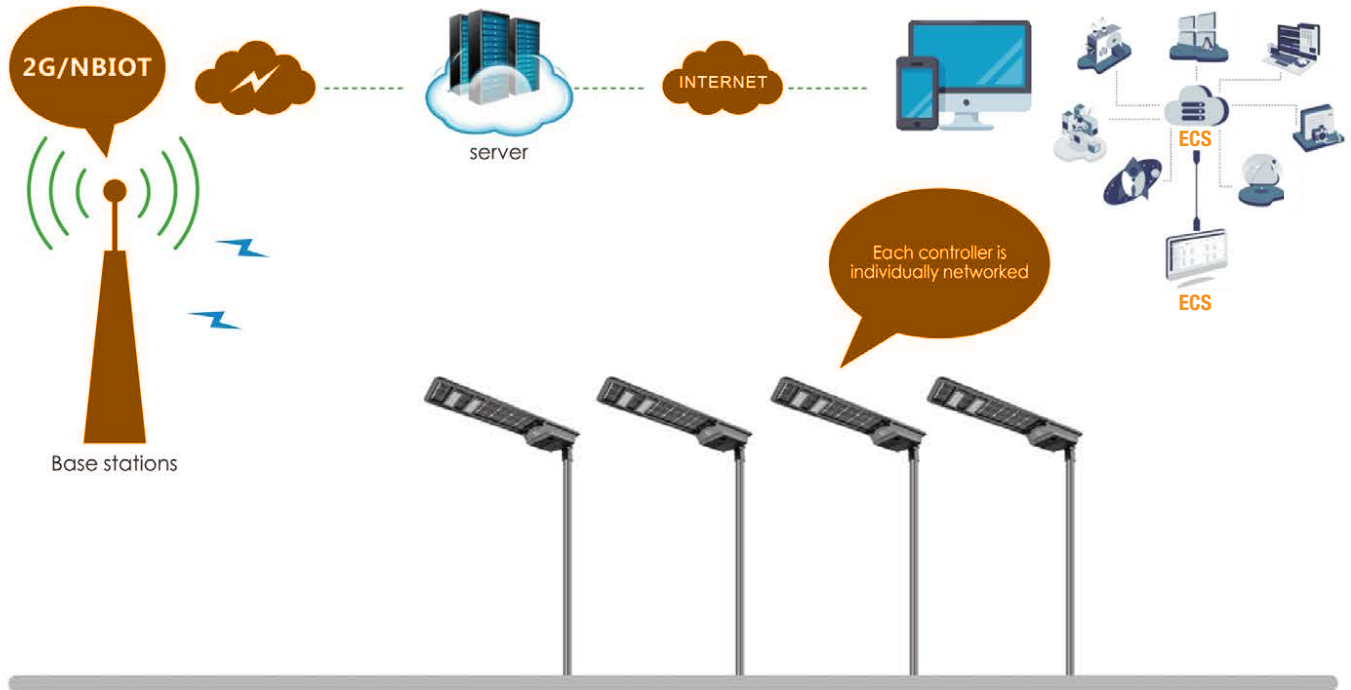 2G/NBIOT
INTERNET
server
ECS
Each controller is
individually networked
ECS
Base stations